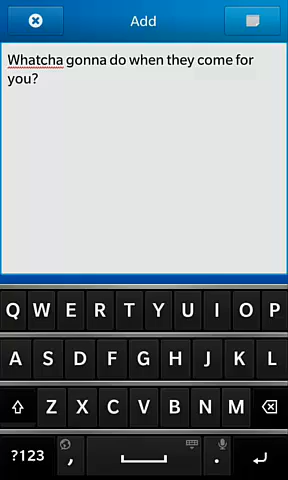 Add
Whatcha gonna do when they come for
you?
Q W E R T Y U I O P
A S D F G H J K L
Z X C V B N M
?123 , .